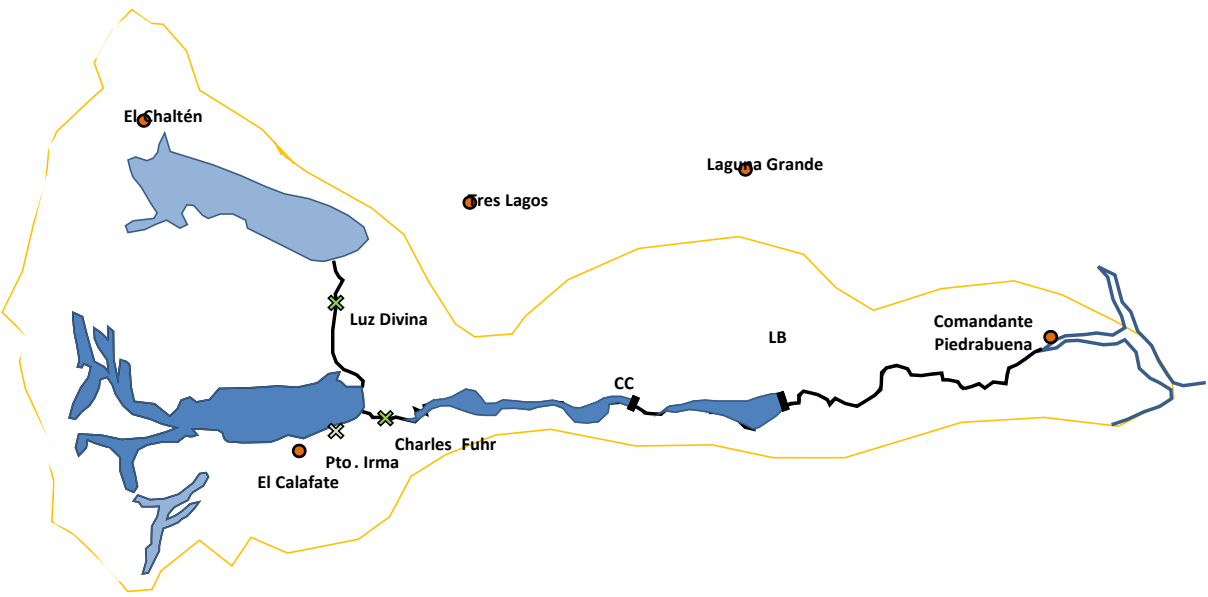 El Chaltén
Laguna Grande
Tres Lagos
Luz Divina
LB
Comandante
Piedrabuena
CC
Charles Fuhr
Pto. Irma
El Calafate